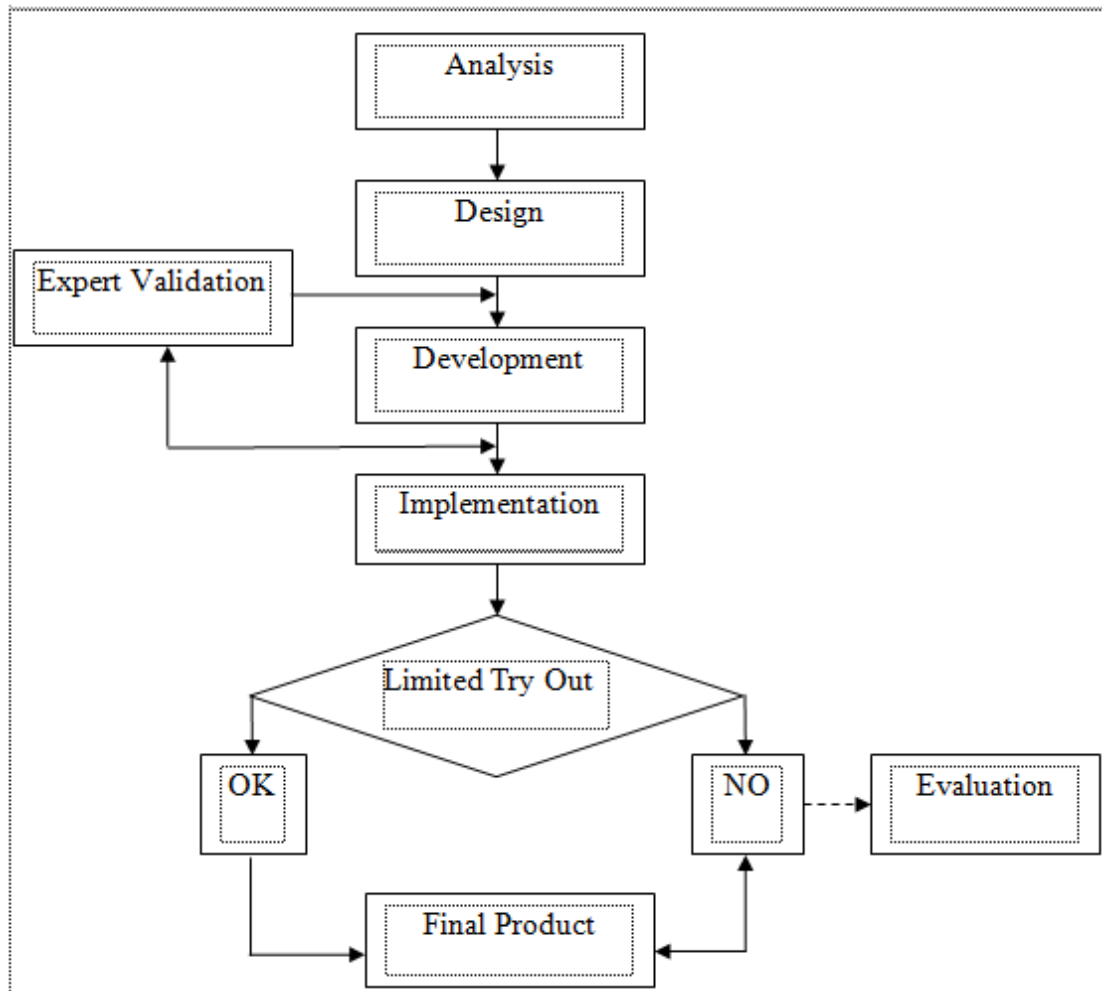 Analysis
Design
Expert Validation
Development
Implementation
Limited Try Out
OK
NO
Evaluation
Final Product